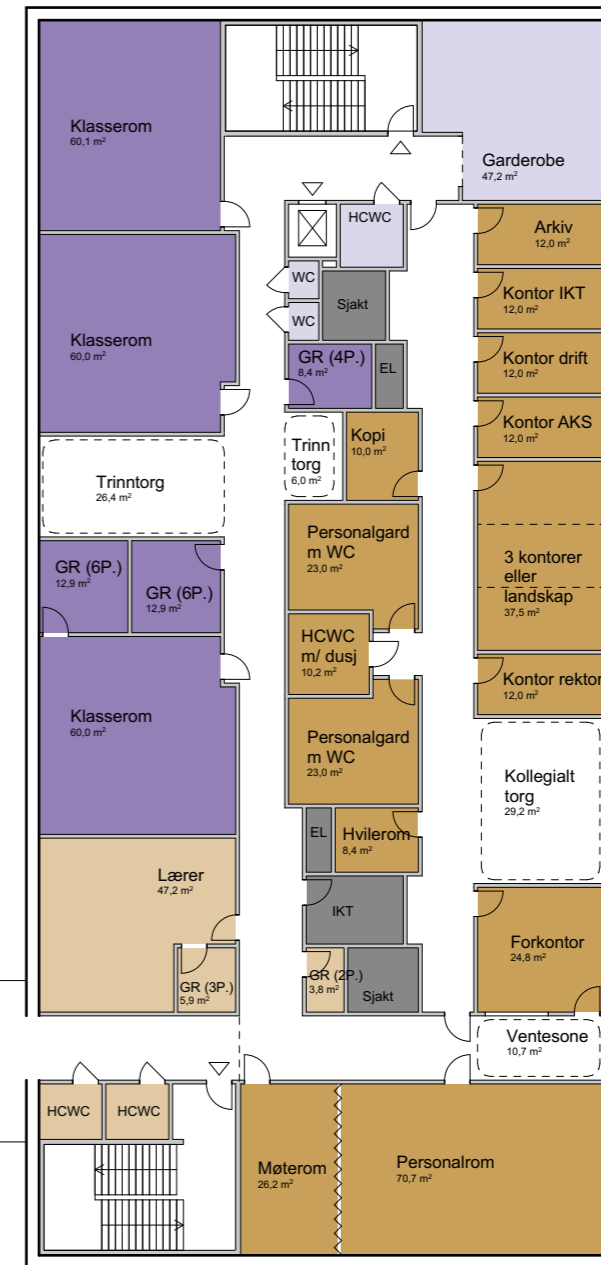 Klasserom
60,1 m²
Garderobe
47,2 m²
HCWC
Arkiv
12,0 m²
WC
Sjakt
Kontor IKT
12,0 m²
WC
Klasserom
60,0 m²
GR (4P.)
8,4 m²
EL
Kontor drift
12,0 m²
Kontor AKS
12,0 m²
Trinn
torg
6,0 m²
Kopi
10,0 m²
Trinntorg
26,4 m²
Personalgard
m WC
23,0 m²
3 kontorer
eller
landskap
37,5 m²
GR (6P.)
12,9 m²
GR (6P.)
12,9 m²
HCWC
m/ dusj
10,2 m²
Kontor rektor
12,0 m²
Klasserom
60,0 m²
Personalgard
m WC
23,0 m²
Kollegialt
torg
29,2 m²
EL
Hvilerom
8,4 m²
Lærer
47,2 m²
IKT
Forkontor
24,8 m²
GR (3P.)
5,9 m²
GR (2P.)
3,8 m²
Sjakt
Ventesone
10,7 m²
HCWC
HCWC
Møterom
26,2 m²
Personalrom
70,7 m²